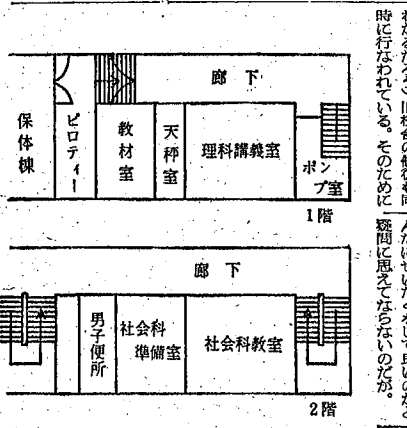 時に行なわれている。そのために
疑問に思えてならないのだが。
廊下
保体棟
ピロティー
教材室
天秤室
理科講義室
ポンプ室
1階
廊下
男子便所
社会科
準備室
社会科教室
2階